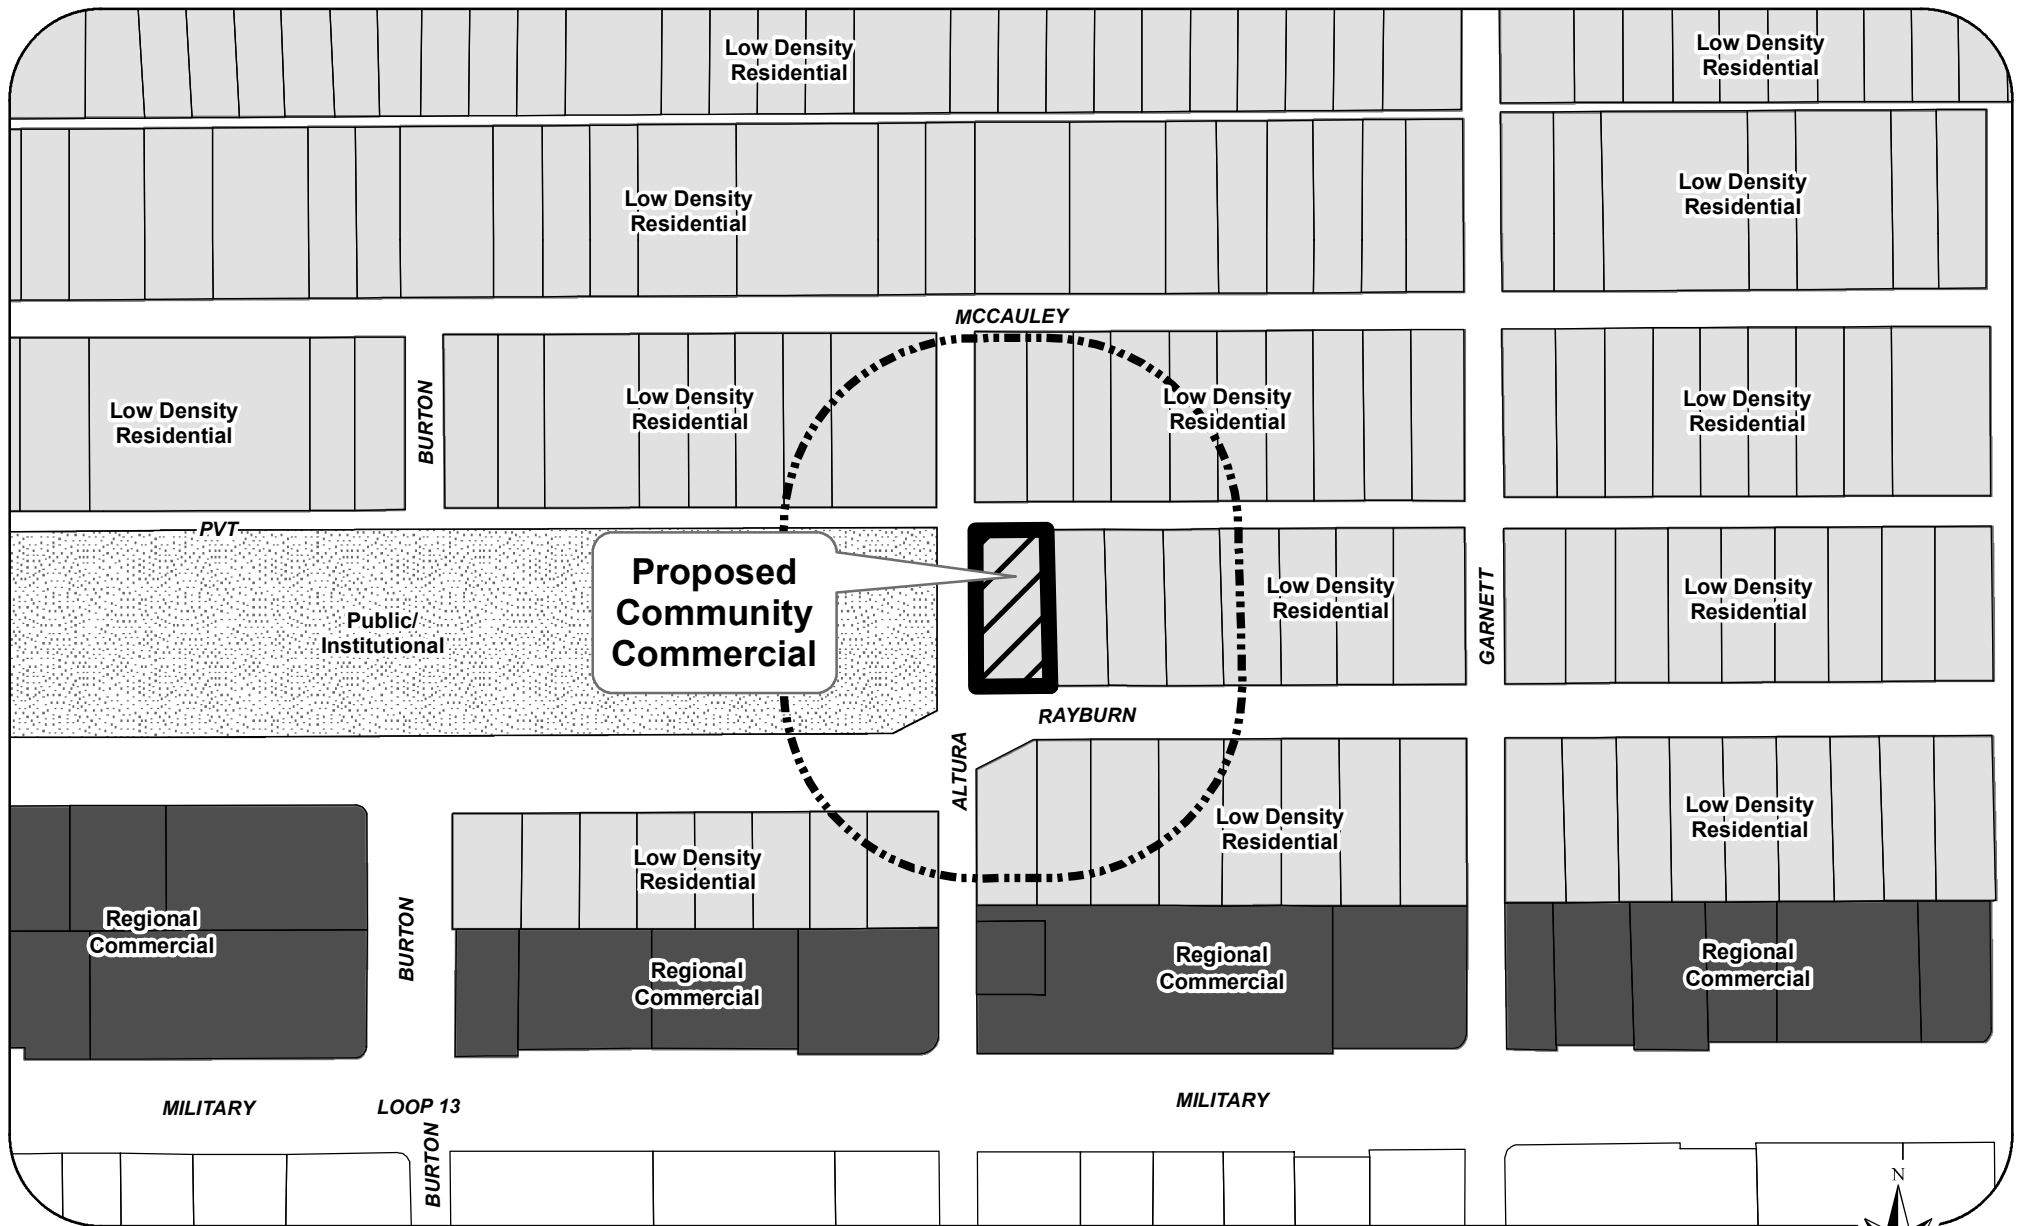 Low Density
Residential
Low Density
Residential
Low Density
Residential
Low Density
Residential
MCCAULEY
Low Density
Residential
BURTON
Low Density
Residential
Low Density
Residential
Low Density
Residential
PVT
Public/
Institutional
Proposed
Community
Commercial
Low Density
Residential
GARNETT
Low Density
Residential
RAYBURN
ALTURA
Low Density
Residential
Low Density
Residential
Low Density
Residential
Regional
Commercial
BURTON
Regional
Commercial
Regional
Commercial
Regional
Commercial
MILITARY
LOOP 13
MILITARY
BURTON
N